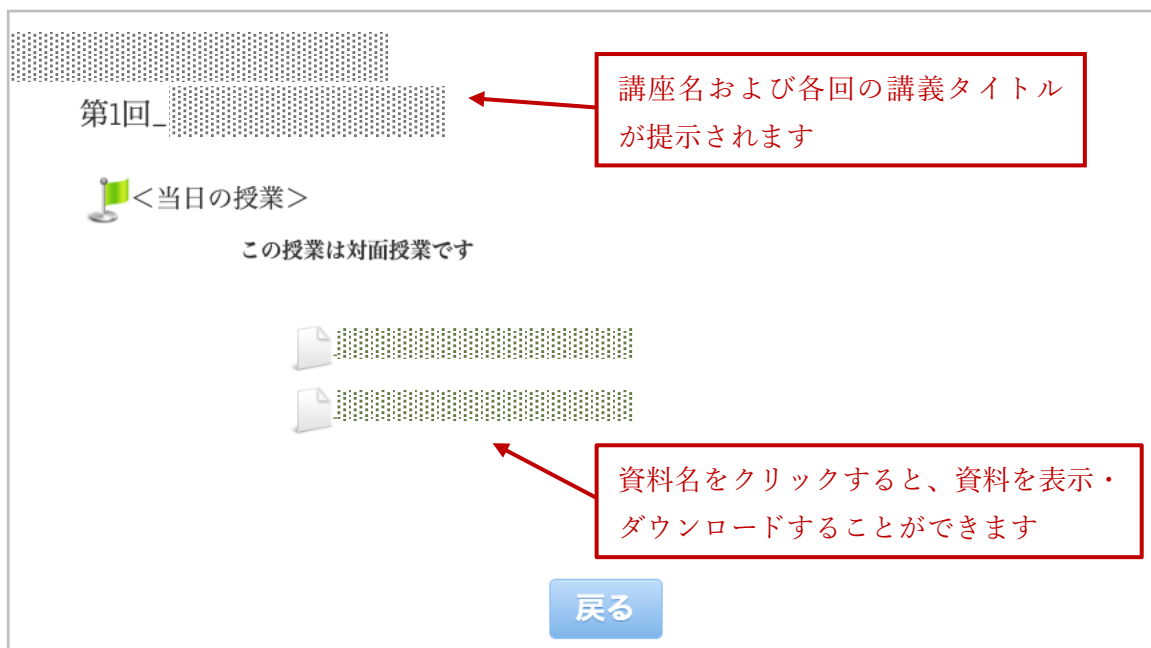 講座名および各回の講義タイトル
が提示されます
第1回_
＜当日の授業＞
この授業は対面授業です
資料名をクリックすると、資料を表示・
ダウンロードすることができます
戻る